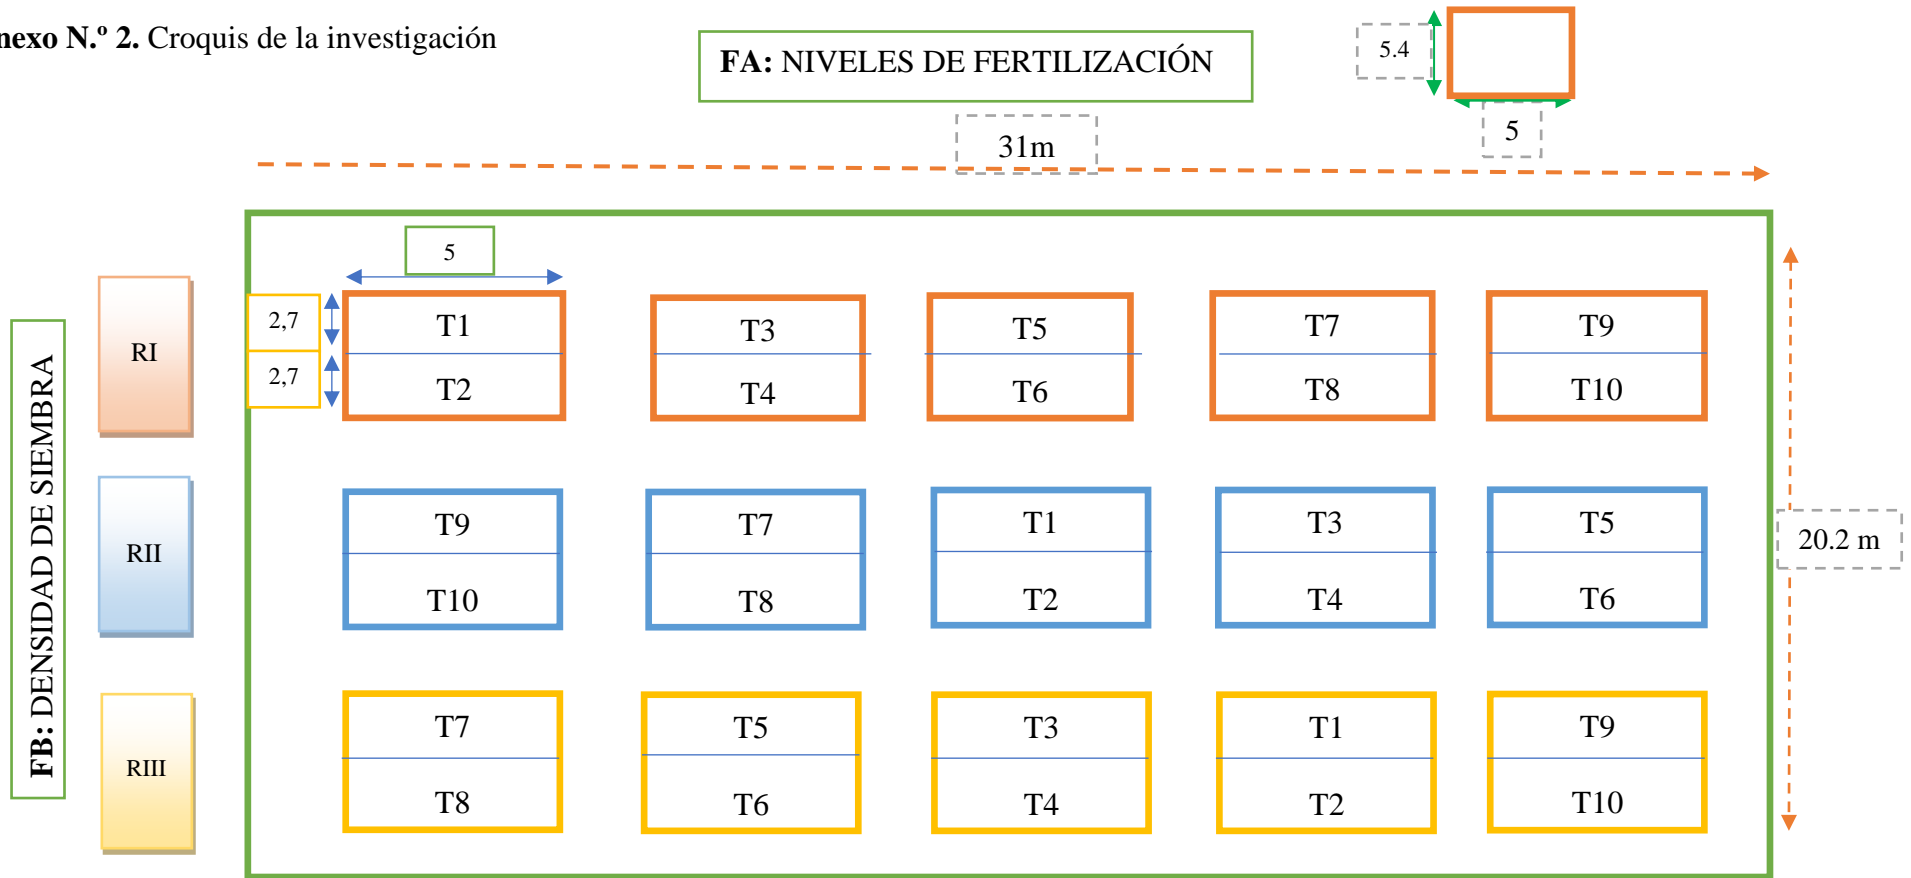 nexo N.º 2. Croquis de la investigación
FA: NIVELES DE FERTILIZACIÓN
5.4
5
31m
5
FB: DENSIDAD DE SIEMBRA
RI
2,7
2,7
T1
T2
T3
T4
T5
T6
T7
T8
T9
T10
RII
T9
T10
T7
T8
T1
T2
T3
T4
T5
T6
20.2 m
RIII
T7
T8
T5
T6
T3
T4
T1
T2
T9
T10